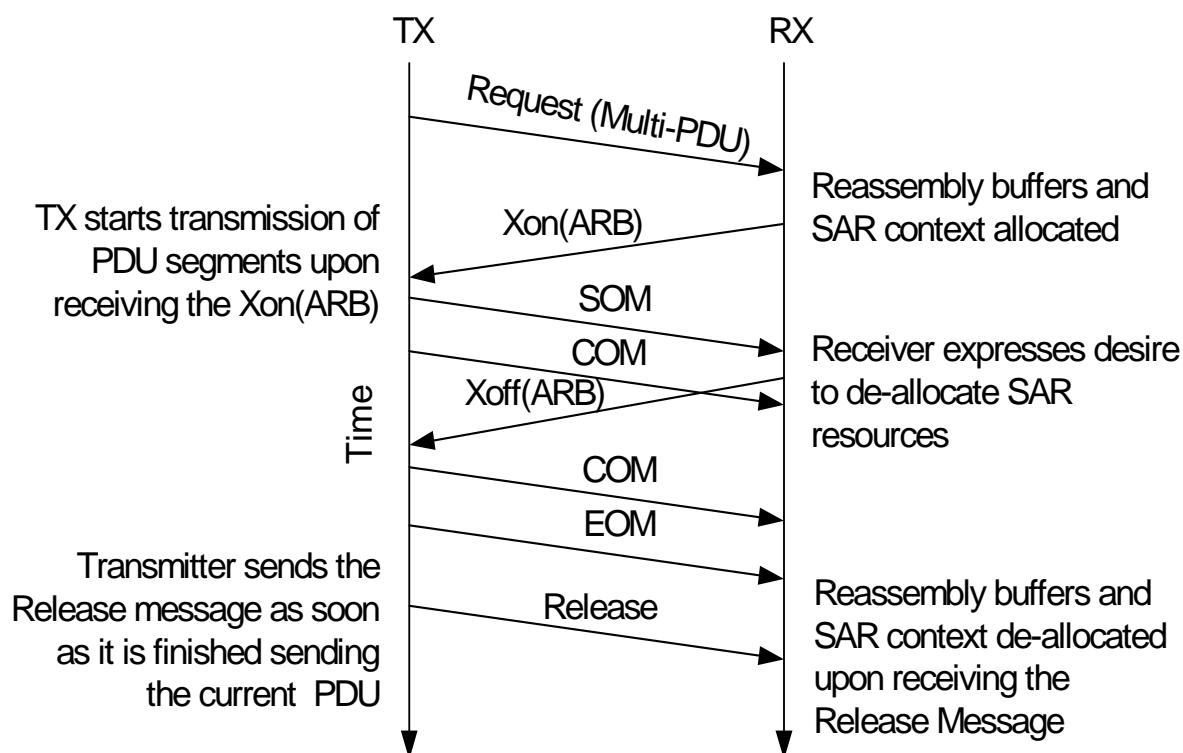 TX
RX
Request (Multi-PDU)
Reassembly buffers and
SAR context allocated
Xon(ARB)
TX starts transmission of
PDU segments upon
receiving the Xon(ARB)
SOM
COM
Receiver expresses desire
to de-allocate SAR
resources
Xoff(ARB)
Time
COM
EOM
Transmitter sends the
Release message as soon
as it is finished sending
the current PDU
Release
Reassembly buffers and
SAR context de-allocated
upon receiving the
Release Message